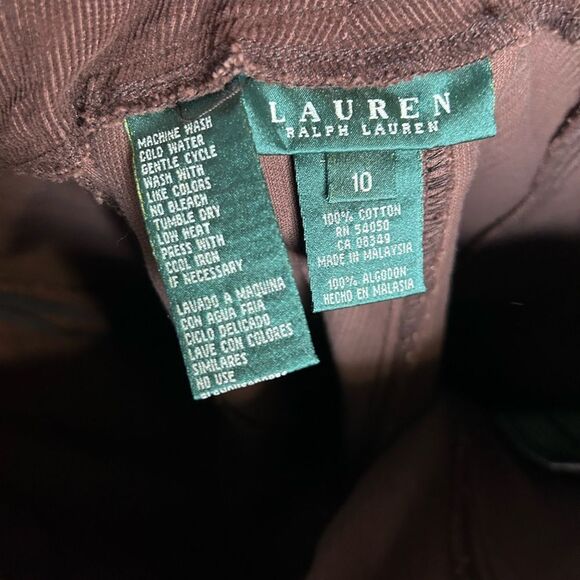 LAUREN
RALPH LAUREN
10
100% COTTON
RN 54050
CA 08349
MADE IN MALAYSIA
100% ALGODON
HECHO EN MALASIA
MACHINE WASH
COLD WATER
GENTLE CYCLE
WASH WITH
LIKE COLORS
NO BLEACH
TUMBLE DRY
LOW HEAT
PRESS WITH
COOL IRON
IF NECESSARY
LAVADO A MAQUINA
CON AGUA FRIA
CICLO DELICADO
LAVE CON COLORES
SIMILARES
NO USE